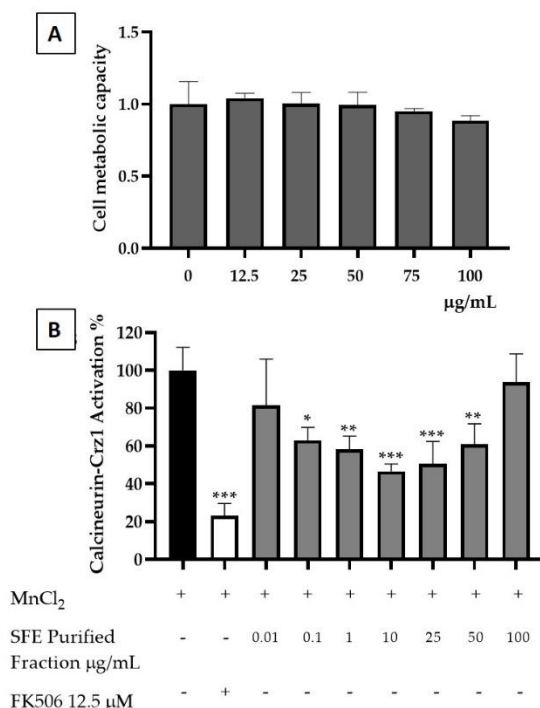 A
Cell metabolic capacity
1.5
1.0
0.5
0.0
0 12.5 25 50 75 100
μg/mL
B
Calcineurin-Crz1 Activation %
120
100
80
60
40
20
0
*** * ** *** *** **
MnCl2 + + + + + + + + +
SFE Purified - - 0.01 0.1 1 10 25 50 100
Fraction μg/mL
FK506 12.5 μM - + - - - - - - -